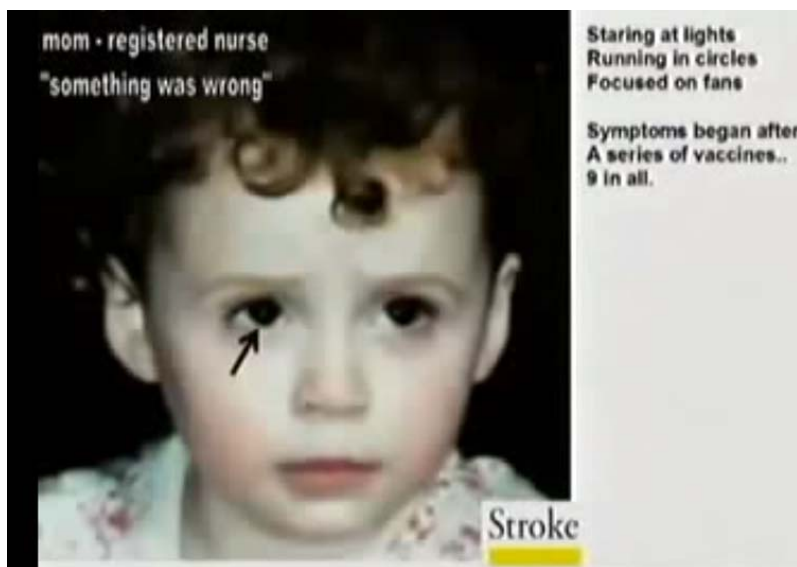 mom - registered nurse
"something was wrong"
Staring at lights
Running in circles
Focused on fans
Symptoms began after
A series of vaccines..
9 in all.
Stroke